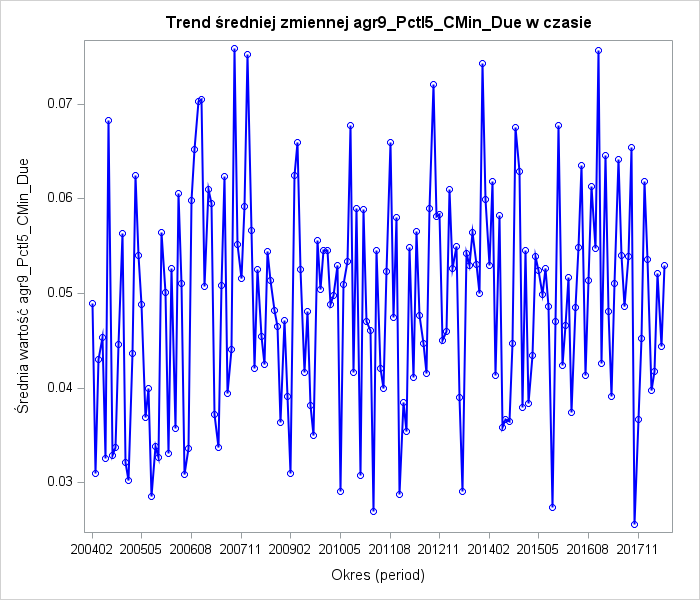 Trend średniej zmiennej agr9_Pctl5_CMin_Due w czasie
Średnia wartość agr9_Pctl5_CMin_Due
0.07
0.06
0.05
0.04
0.03
200402 200505 200608 200711 200902 201005 201108 201211 201402 201505 201608 201711
Okres (period)